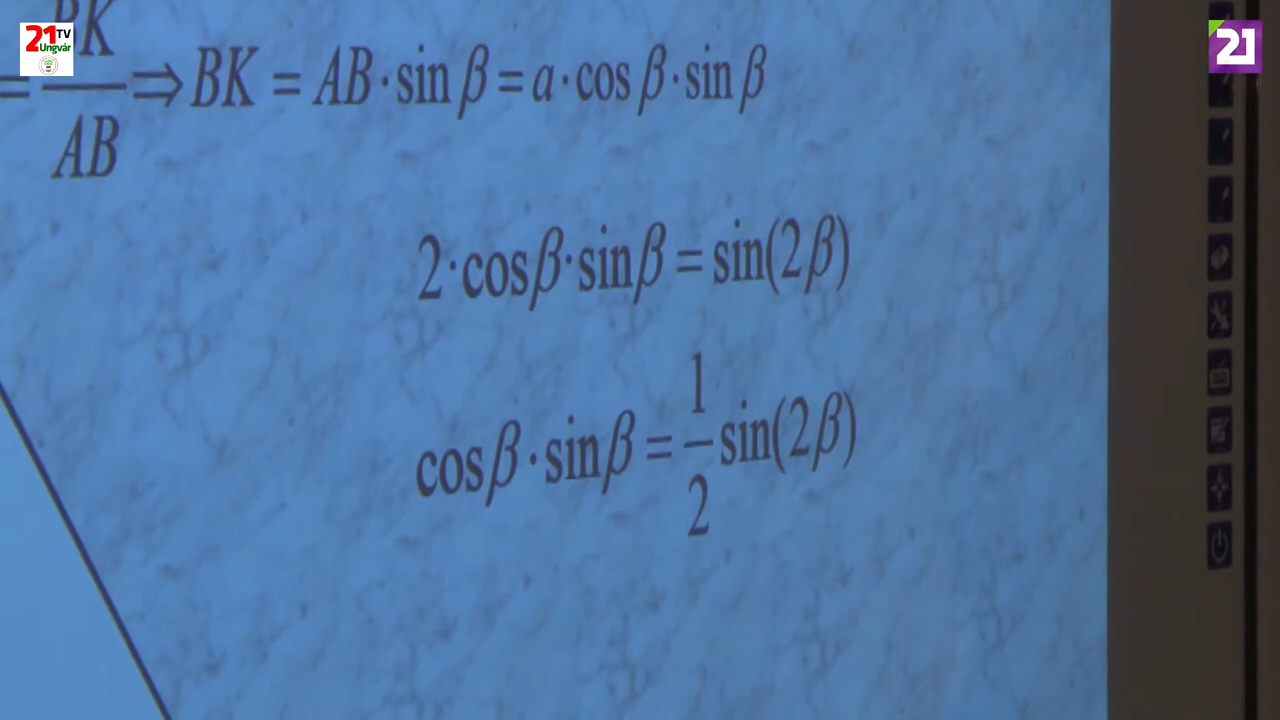 21 TV
Ungvár
21
= BK/AB ⇒ BK = AB · sin β = a · cos β · sin β
2 · cos β · sin β = sin(2β)
cos β · sin β = 1/2 sin(2β)